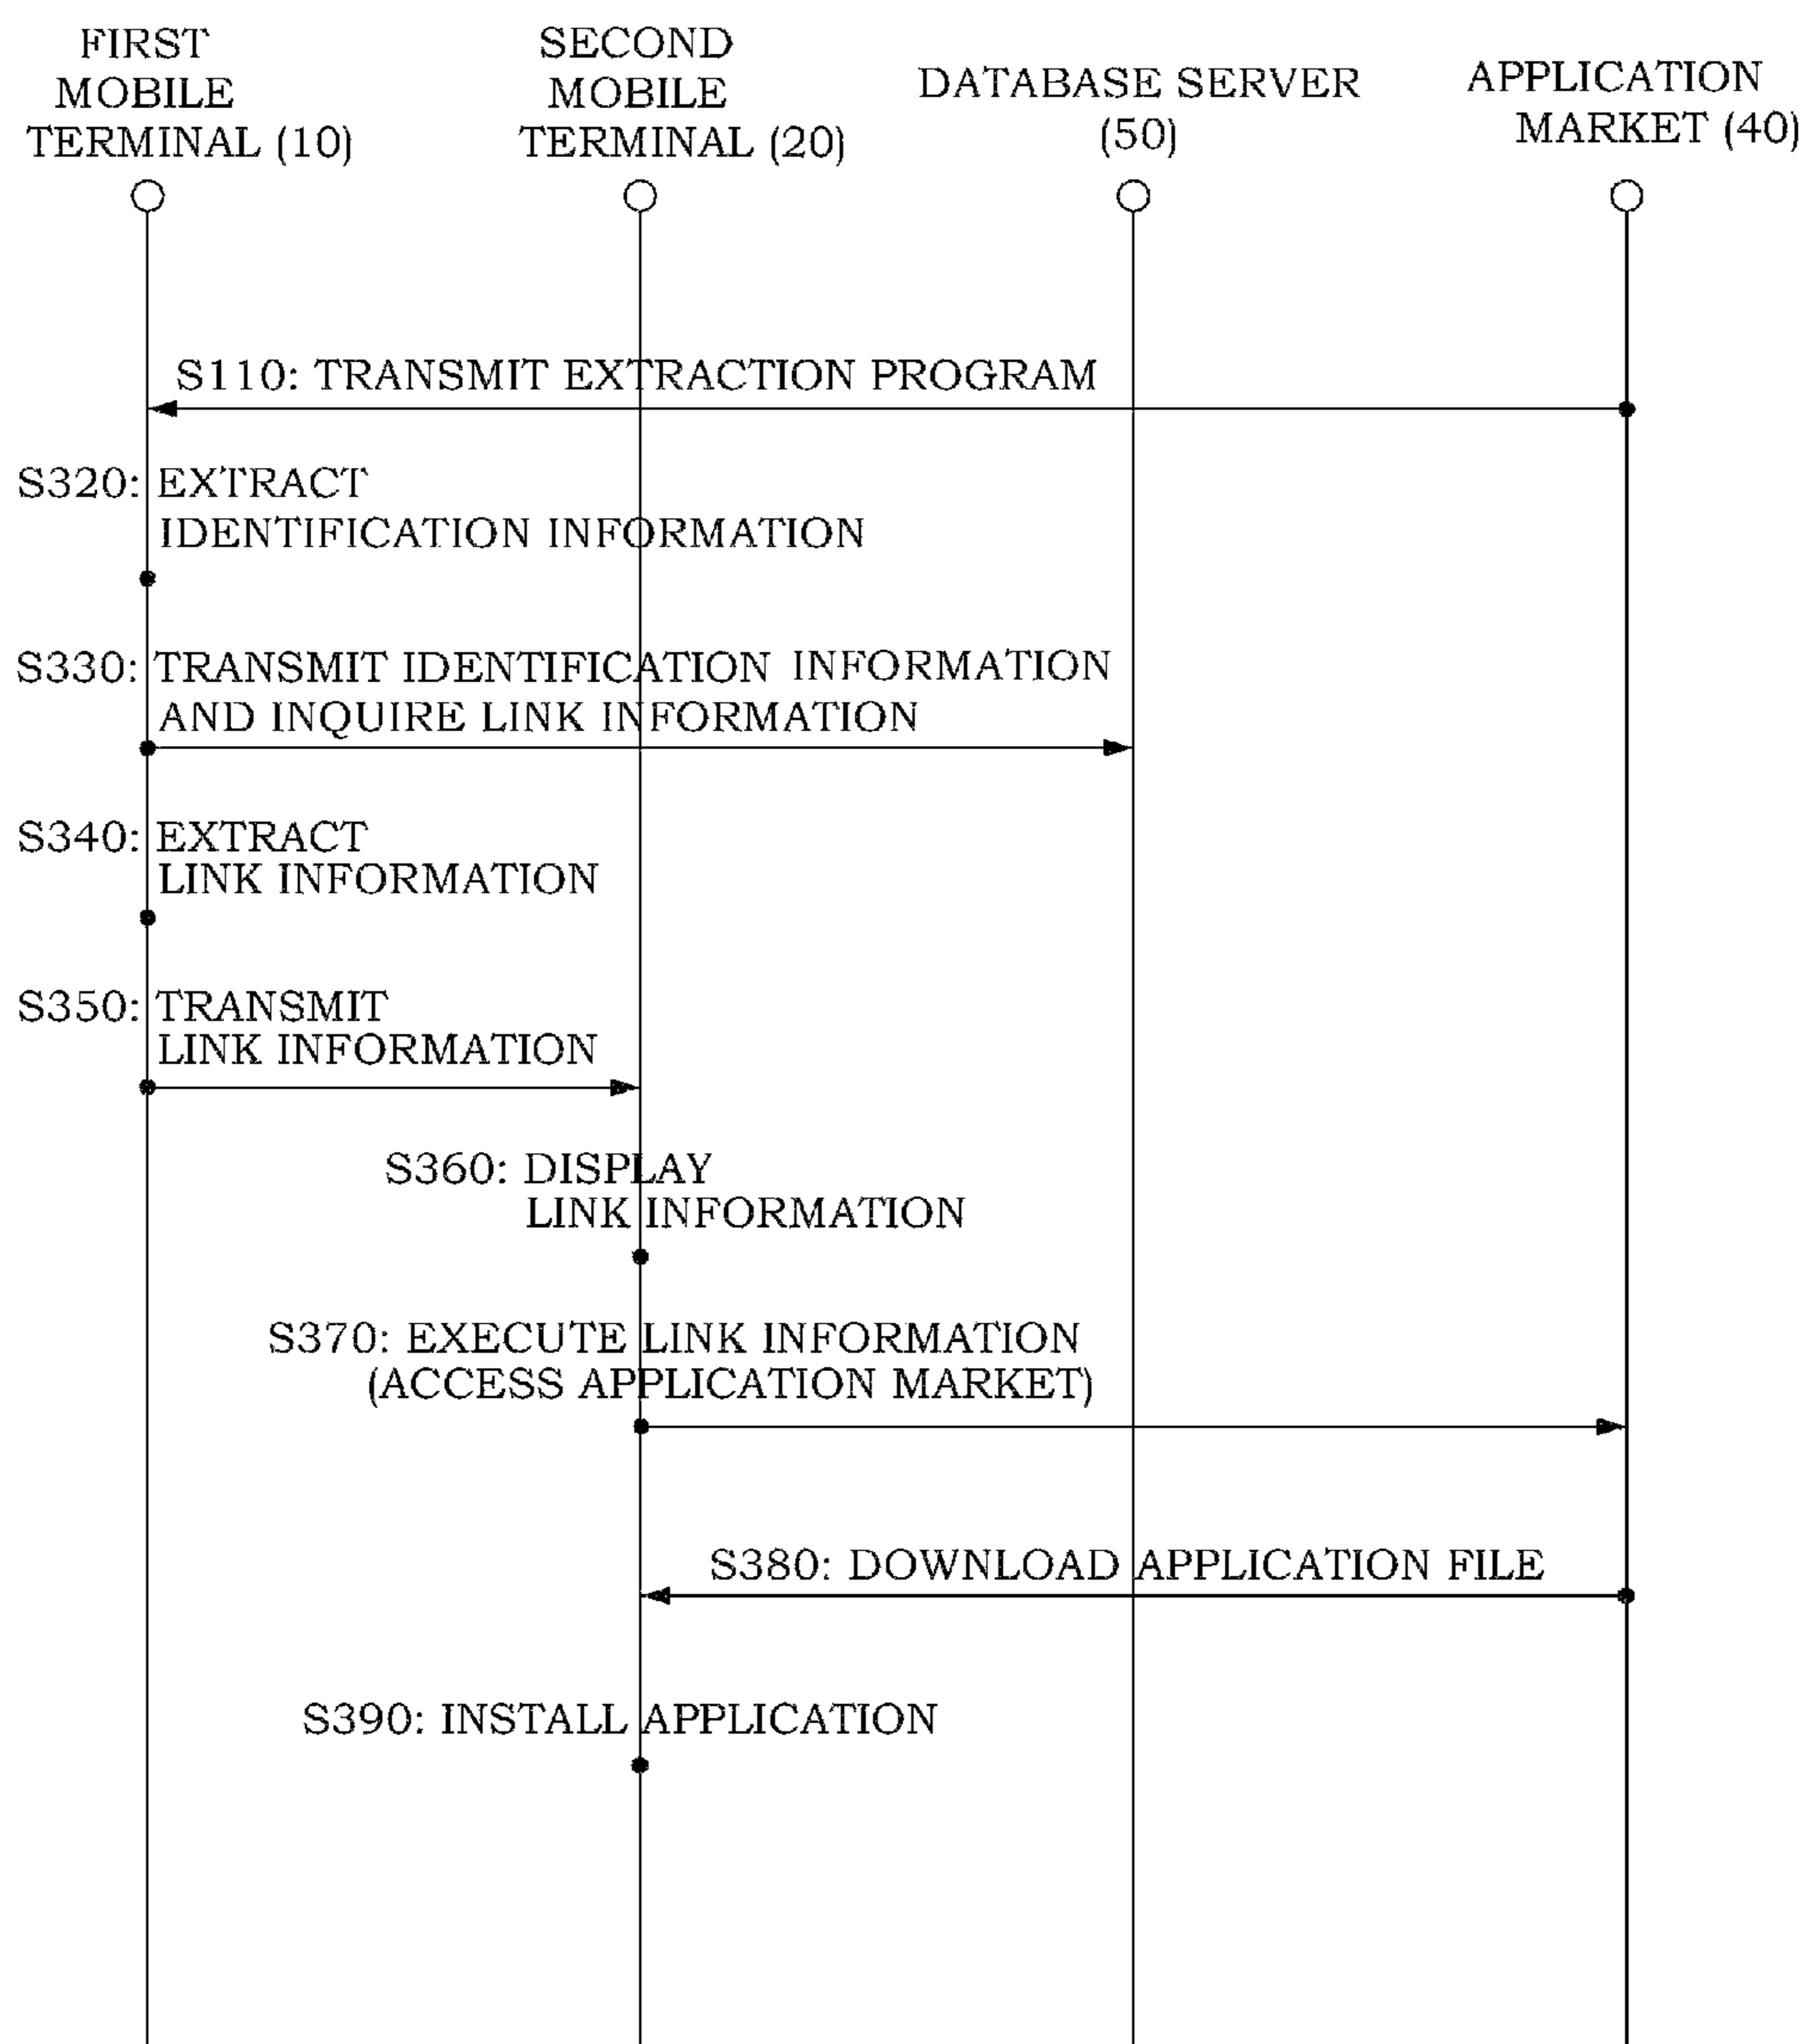 FIRST
MOBILE
TERMINAL (10)
SECOND
MOBILE
TERMINAL (20)
DATABASE SERVER
(50)
APPLICATION
MARKET (40)
S110: TRANSMIT EXTRACTION PROGRAM
S320: EXTRACT
IDENTIFICATION INFORMATION
S330: TRANSMIT IDENTIFICATION INFORMATION
AND INQUIRE LINK INFORMATION
S340: EXTRACT
LINK INFORMATION
S350: TRANSMIT
LINK INFORMATION
S360: DISPLAY
LINK INFORMATION
S370: EXECUTE LINK INFORMATION
(ACCESS APPLICATION MARKET)
S380: DOWNLOAD APPLICATION FILE
S390: INSTALL APPLICATION